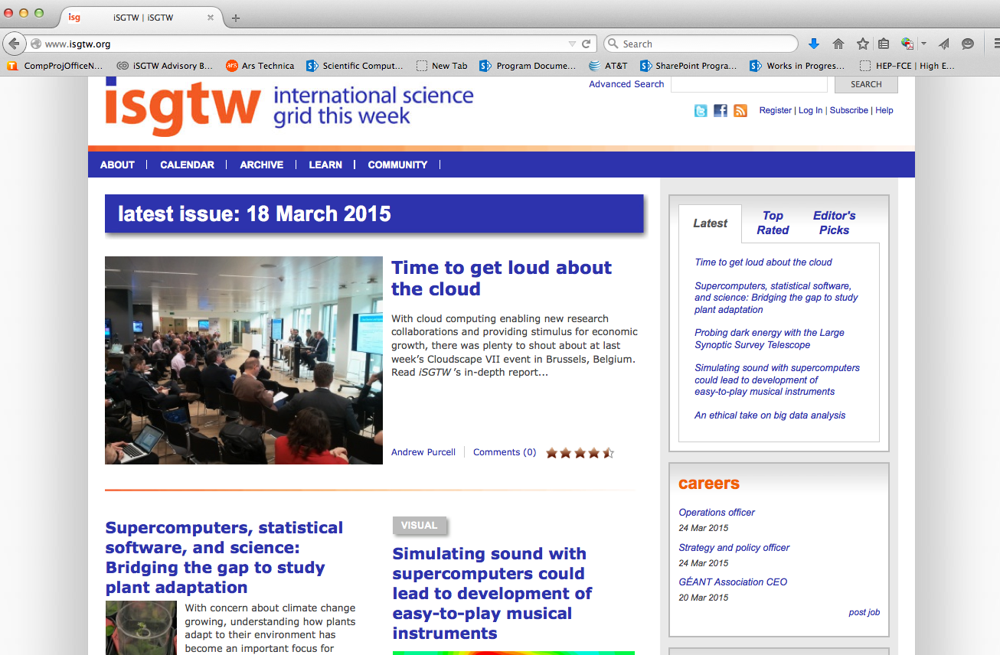 isg
iSGTW | iSGTW
www.isgtw.org
Search
CompProjOfficeN...
iSGTW Advisory B...
ars
Ars Technica
Scientific Comput...
New Tab
Program Docume...
AT&T
SharePoint Progra...
Works in Progres...
HEP-FCE | High E...
isgtw
international science
grid this week
Advanced Search
SEARCH
Register | Log In | Subscribe | Help
ABOUT
CALENDAR
ARCHIVE
LEARN
COMMUNITY
latest issue: 18 March 2015
Time to get loud about
the cloud
With cloud computing enabling new research
collaborations and providing stimulus for economic
growth, there was plenty to shout about at last
week’s Cloudscape VII event in Brussels, Belgium.
Read iSGTW ’s in-depth report...
Andrew Purcell
Comments (0)
Supercomputers, statistical
software, and science:
Bridging the gap to study
plant adaptation
With concern about climate change
growing, understanding how plants
adapt to their environment has
become an important focus for
VISUAL
Simulating sound with
supercomputers could
lead to development of
easy-to-play musical
instruments
Latest
Top
Rated
Editor's
Picks
Time to get loud about the cloud
Supercomputers, statistical software,
and science: Bridging the gap to study
plant adaptation
Probing dark energy with the Large
Synoptic Survey Telescope
Simulating sound with supercomputers
could lead to development of
easy-to-play musical instruments
An ethical take on big data analysis
careers
Operations officer
24 Mar 2015
Strategy and policy officer
24 Mar 2015
GÉANT Association CEO
20 Mar 2015
post job